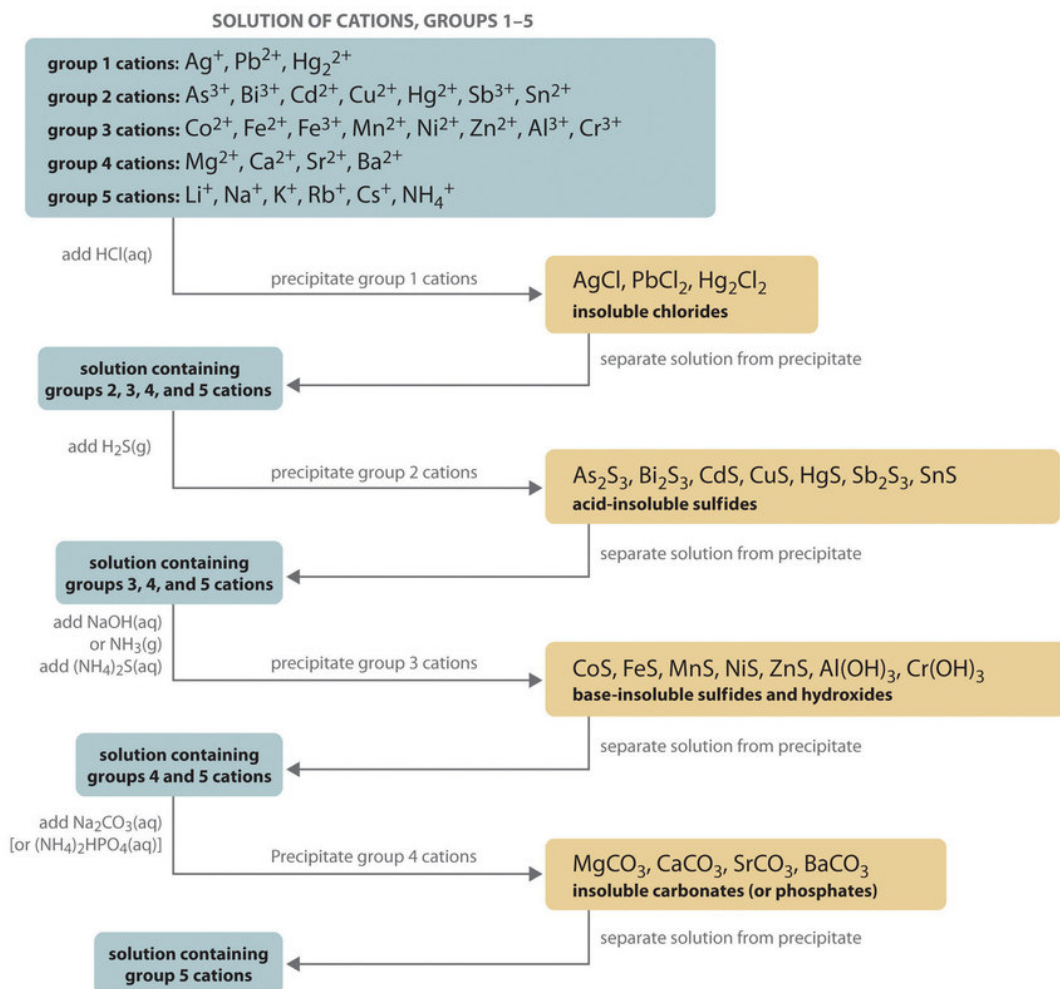 SOLUTION OF CATIONS, GROUPS 1–5
group 1 cations: Ag⁺, Pb²⁺, Hg₂²⁺
group 2 cations: As³⁺, Bi³⁺, Cd²⁺, Cu²⁺, Hg²⁺, Sb³⁺, Sn²⁺
group 3 cations: Co²⁺, Fe²⁺, Fe³⁺, Mn²⁺, Ni²⁺, Zn²⁺, Al³⁺, Cr³⁺
group 4 cations: Mg²⁺, Ca²⁺, Sr²⁺, Ba²⁺
group 5 cations: Li⁺, Na⁺, K⁺, Rb⁺, Cs⁺, NH₄⁺
add HCl(aq)
precipitate group 1 cations
AgCl, PbCl₂, Hg₂Cl₂
insoluble chlorides
separate solution from precipitate
solution containing
groups 2, 3, 4, and 5 cations
add H₂S(g)
precipitate group 2 cations
As₂S₃, Bi₂S₃, CdS, CuS, HgS, Sb₂S₃, SnS
acid-insoluble sulfides
separate solution from precipitate
solution containing
groups 3, 4, and 5 cations
add NaOH(aq)
or NH₃(g)
add (NH₄)₂S(aq)
precipitate group 3 cations
CoS, FeS, MnS, NiS, ZnS, Al(OH)₃, Cr(OH)₃
base-insoluble sulfides and hydroxides
separate solution from precipitate
solution containing
groups 4 and 5 cations
add Na₂CO₃(aq)
[or (NH₄)₂HPO₄(aq)]
Precipitate group 4 cations
MgCO₃, CaCO₃, SrCO₃, BaCO₃
insoluble carbonates (or phosphates)
separate solution from precipitate
solution containing
group 5 cations